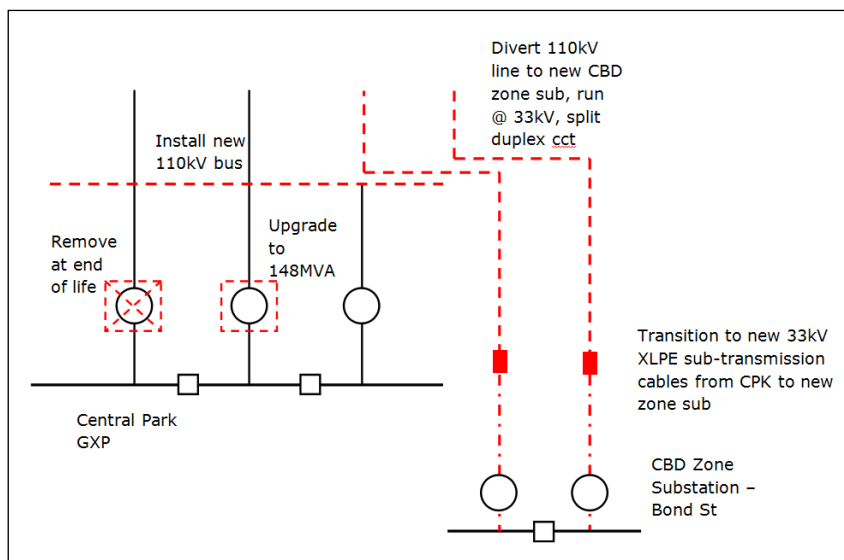 Divert 110kV
line to new CBD
zone sub, run
@ 33kV, split
duplex cct
Install new
110kV bus
Remove
at end
of life
Upgrade
to
148MVA
Transition to new 33kV
XLPE sub-transmission
cables from CPK to new
zone sub
Central Park
GXP
CBD Zone
Substation –
Bond St